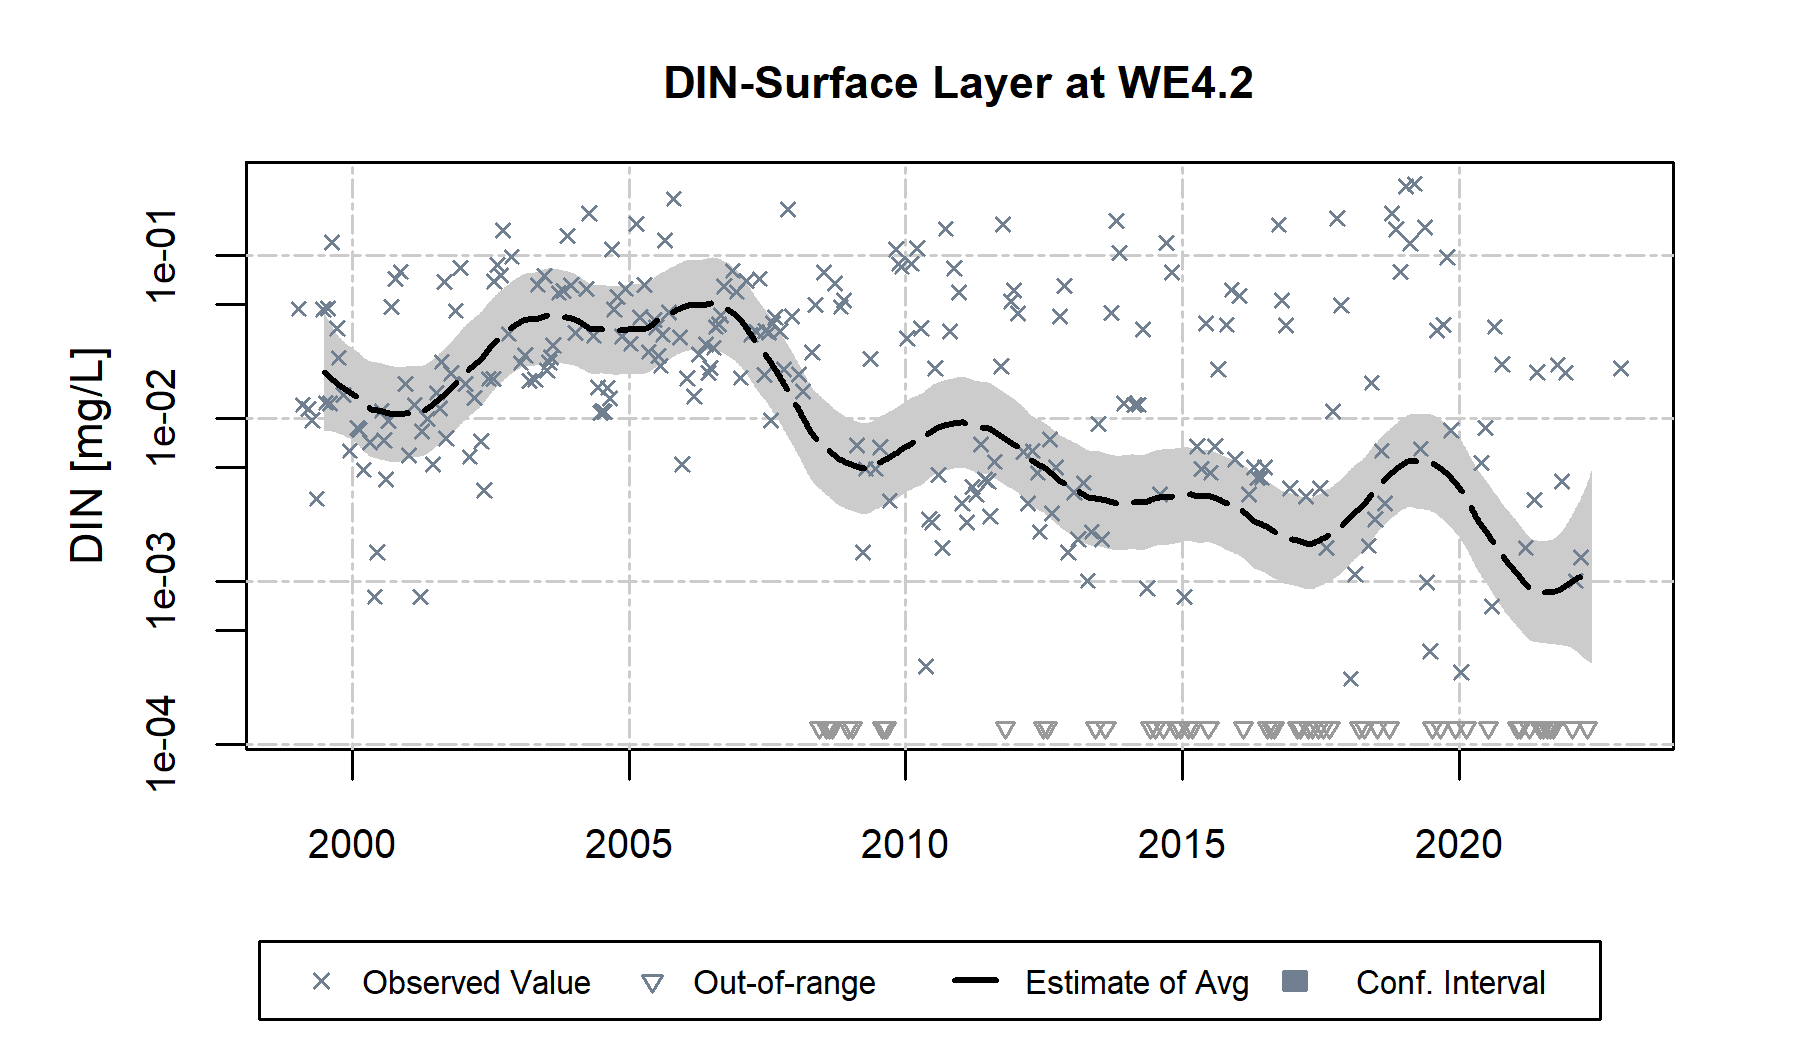 DIN-Surface Layer at WE4.2
DIN [mg/L]
1e-01
1e-02
1e-03
1e-04
2000 2005 2010 2015 2020
Observed Value Out-of-range Estimate of Avg Conf. Interval